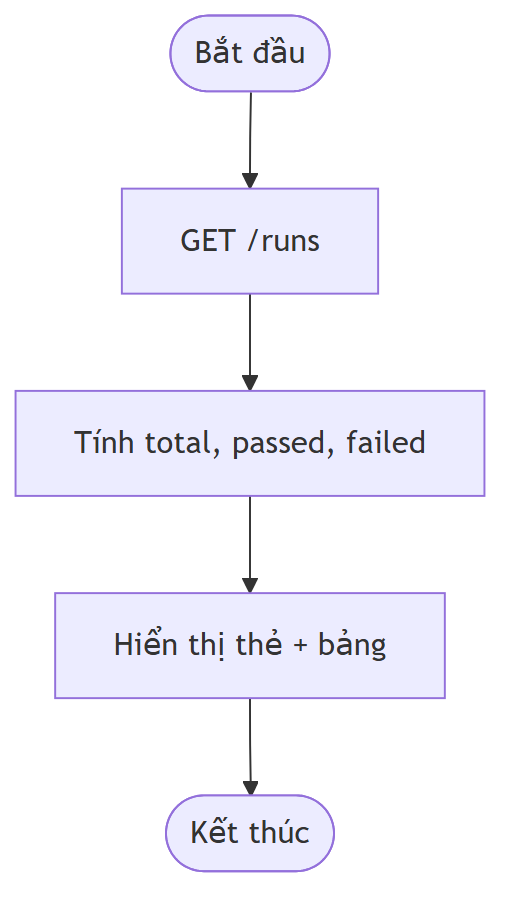 Bắt đầu
GET /runs
Tính total, passed, failed
Hiển thị thẻ + bảng
Kết thúc